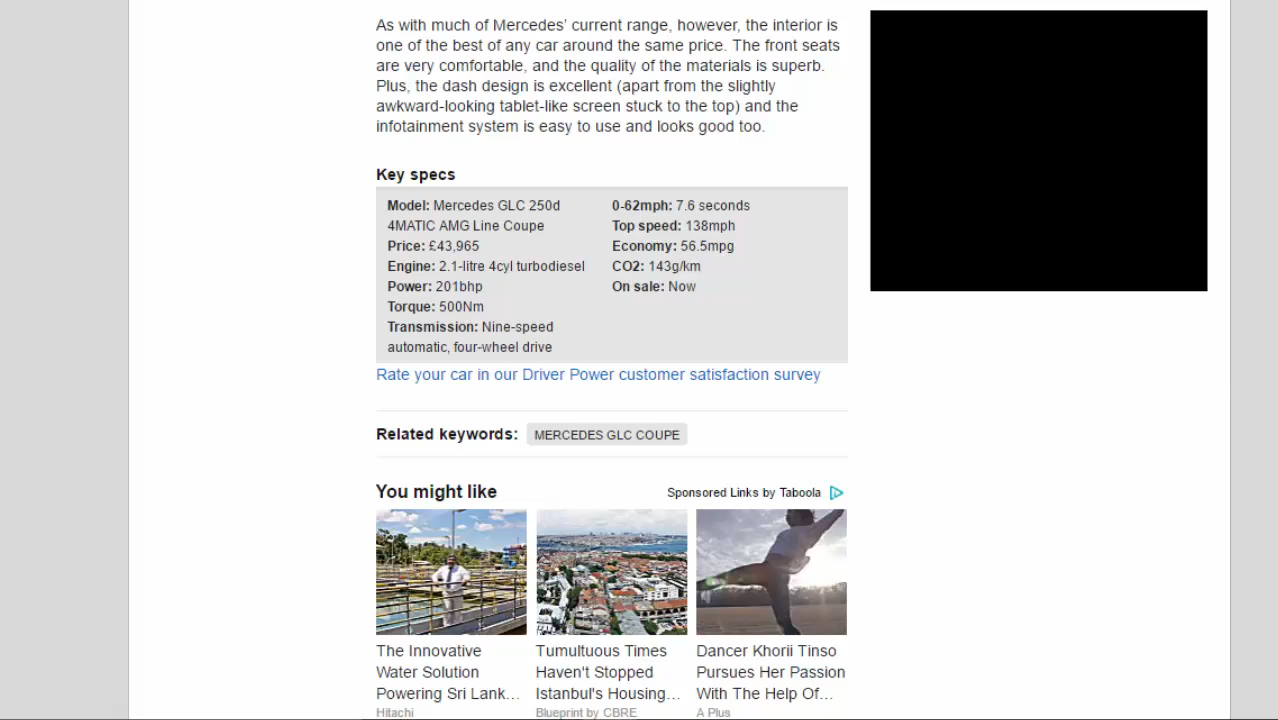 As with much of Mercedes' current range, however, the interior is
one of the best of any car around the same price. The front seats
are very comfortable, and the quality of the materials is superb.
Plus, the dash design is excellent (apart from the slightly
awkward-looking tablet-like screen stuck to the top) and the
infotainment system is easy to use and looks good too.
Key specs
Model: Mercedes GLC 250d
4MATIC AMG Line Coupe
Price: £43,965
Engine: 2.1-litre 4cyl turbodiesel
Power: 201bhp
Torque: 500Nm
Transmission: Nine-speed
automatic, four-wheel drive
0-62mph: 7.6 seconds
Top speed: 138mph
Economy: 56.5mpg
CO2: 143g/km
On sale: Now
Rate your car in our Driver Power customer satisfaction survey
Related keywords: MERCEDES GLC COUPE
You might like
Sponsored Links by Taboola
The Innovative
Water Solution
Powering Sri Lank...
Hitachi
Tumultuous Times
Haven't Stopped
Istanbul's Housing...
Blueprint by CBRE
Dancer Khorii Tinso
Pursues Her Passion
With The Help Of...
A Plus